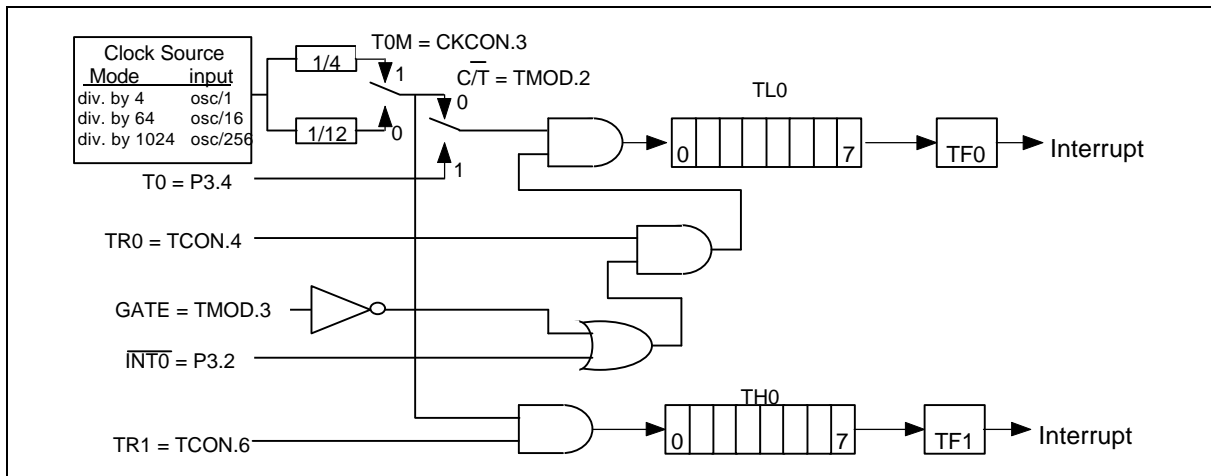 Clock Source
Mode input
div. by 4 osc/1
div. by 64 osc/16
div. by 1024 osc/256
1/4
1/12
T0M = CKCON.3
1
0
C/T̅ = TMOD.2
0
1
T0 = P3.4
TL0
0 7
TF0
Interrupt
TR0 = TCON.4
GATE = TMOD.3
I̅N̅T̅0̅ = P3.2
TH0
0 7
TF1
Interrupt
TR1 = TCON.6